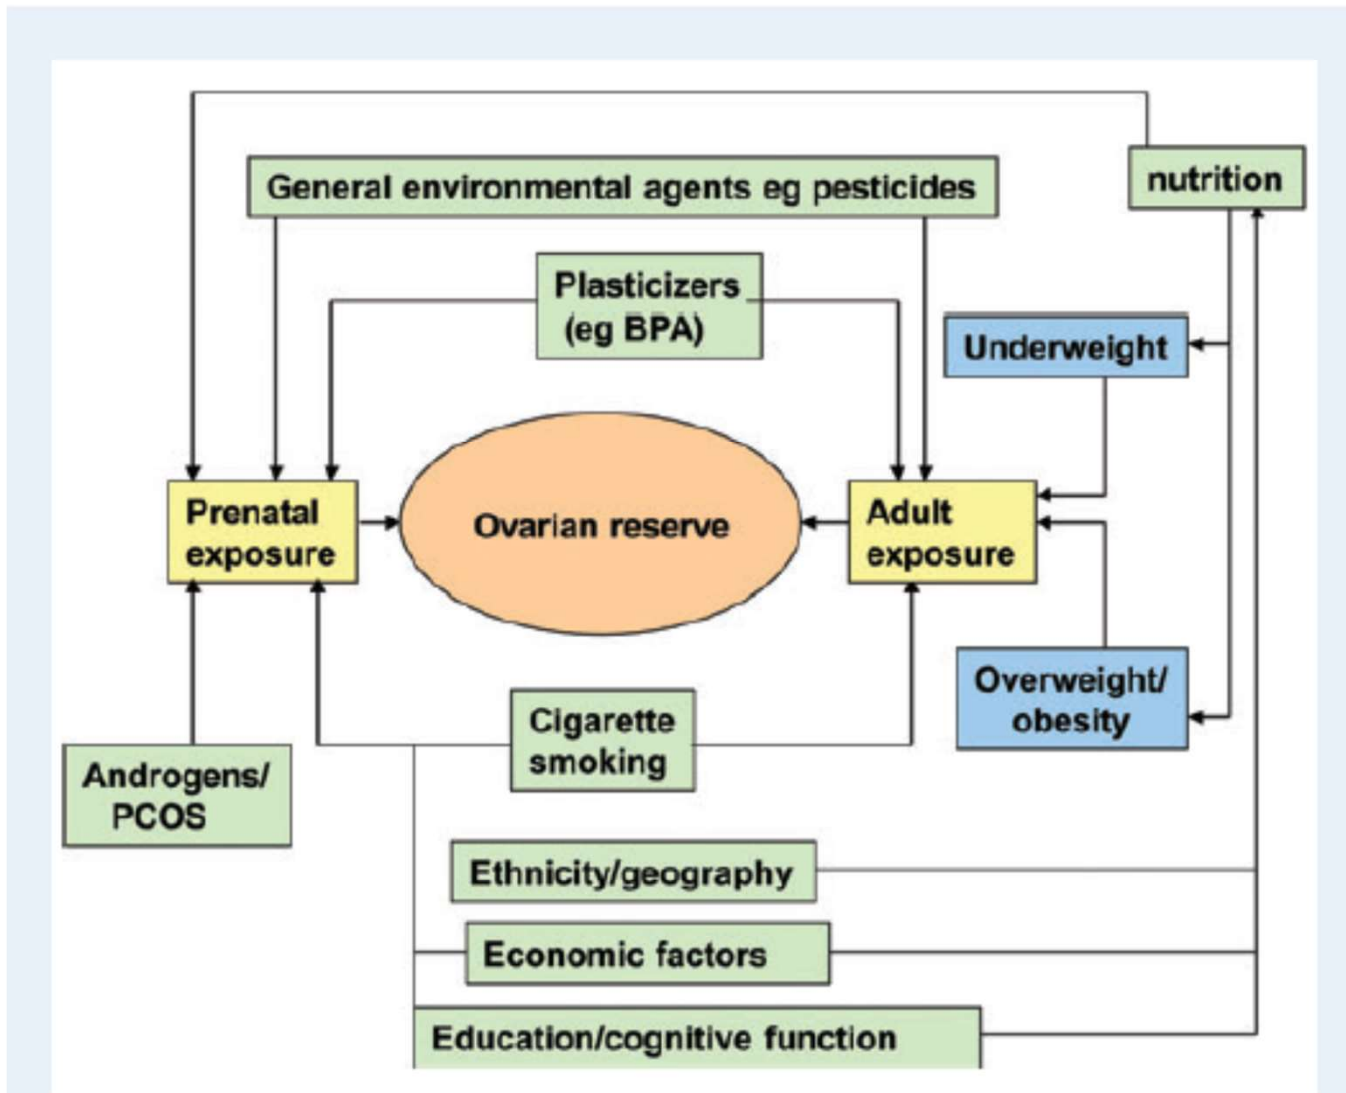 nutrition
General environmental agents eg pesticides
Plasticizers
(eg BPA)
Underweight
Prenatal
exposure
Ovarian reserve
Adult
exposure
Overweight/
obesity
Cigarette
smoking
Androgens/
PCOS
Ethnicity/geography
Economic factors
Education/cognitive function